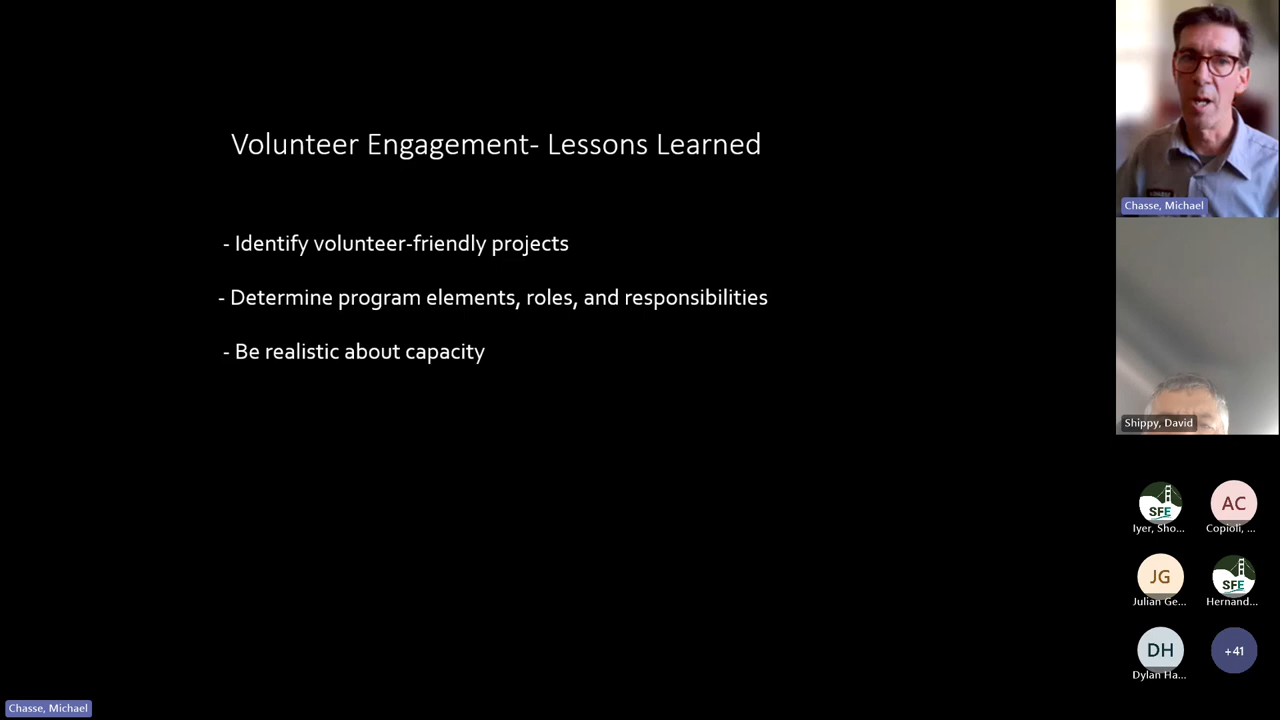 Volunteer Engagement- Lessons Learned
- Identify volunteer-friendly projects
- Determine program elements, roles, and responsibilities
- Be realistic about capacity
Chasse, Michael
Shippy, David
SFE
Iyer, Sho...
AC
Copioli, ...
JG
Julian Ge...
SFE
Hernand...
DH
Dylan Ha...
+41
Chasse, Michael